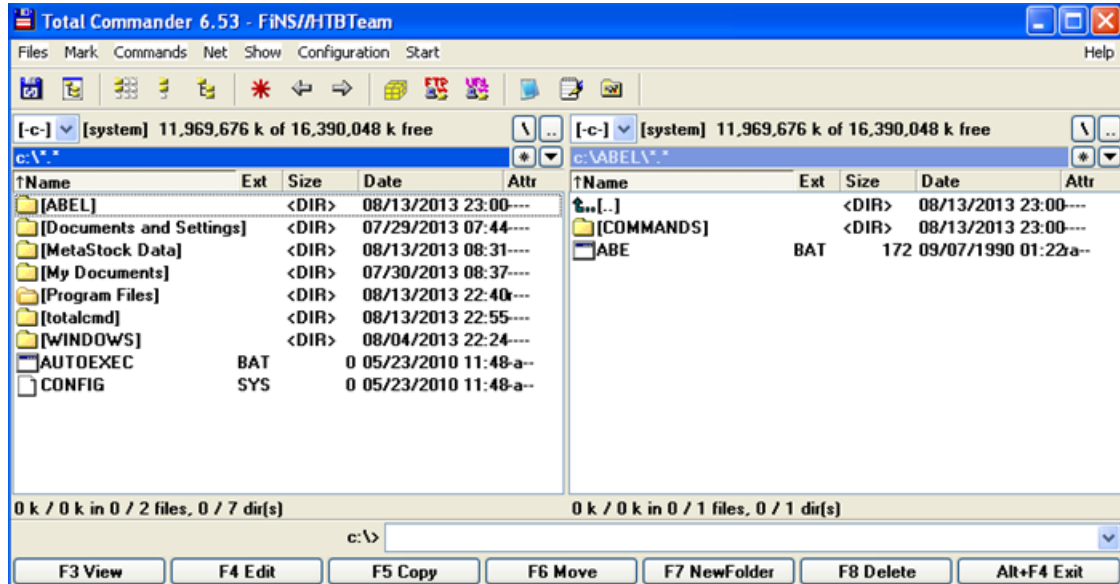 Total Commander 6.53 - FiNS//HTBTeam
Files Mark Commands Net Show Configuration Start Help
FTP
[-c-] [system] 11,969,676 k of 16,390,048 k free \ ..
c:\*.* *
↑Name Ext Size Date Attr
[ABEL] <DIR> 08/13/2013 23:00 ----
[Documents and Settings] <DIR> 07/29/2013 07:44 ----
[MetaStock Data] <DIR> 08/13/2013 08:31 ----
[My Documents] <DIR> 07/30/2013 08:37 ----
[Program Files] <DIR> 08/13/2013 22:40 r---
[totalcmd] <DIR> 08/13/2013 22:55 ----
[WINDOWS] <DIR> 08/04/2013 22:24 ----
AUTOEXEC BAT 0 05/23/2010 11:48 -a--
CONFIG SYS 0 05/23/2010 11:48 -a--
0 k / 0 k in 0 / 2 files, 0 / 7 dir(s)
[-c-] [system] 11,969,676 k of 16,390,048 k free \ ..
c:\ABEL\*.* *
↑Name Ext Size Date Attr
[..] <DIR> 08/13/2013 23:00 ----
[COMMANDS] <DIR> 08/13/2013 23:00 ----
ABE BAT 172 09/07/1990 01:22 ra--
0 k / 0 k in 0 / 1 files, 0 / 1 dir(s)
c:\>
F3 View F4 Edit F5 Copy F6 Move F7 NewFolder F8 Delete Alt+F4 Exit